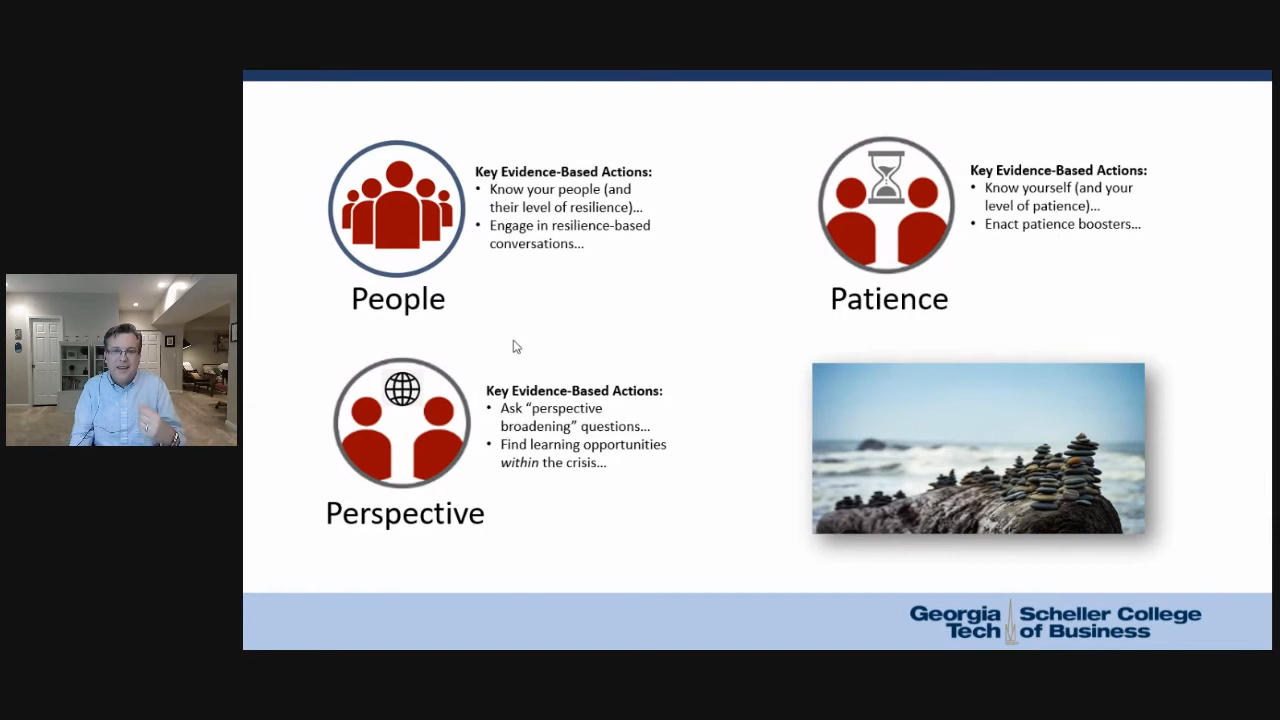 Key Evidence-Based Actions:
• Know your people (and
their level of resilience)...
• Engage in resilience-based
conversations...
People
Key Evidence-Based Actions:
• Know yourself (and your
level of patience)...
• Enact patience boosters...
Patience
Key Evidence-Based Actions:
• Ask “perspective
broadening” questions...
• Find learning opportunities
within the crisis...
Perspective
Georgia Tech
Scheller College of Business